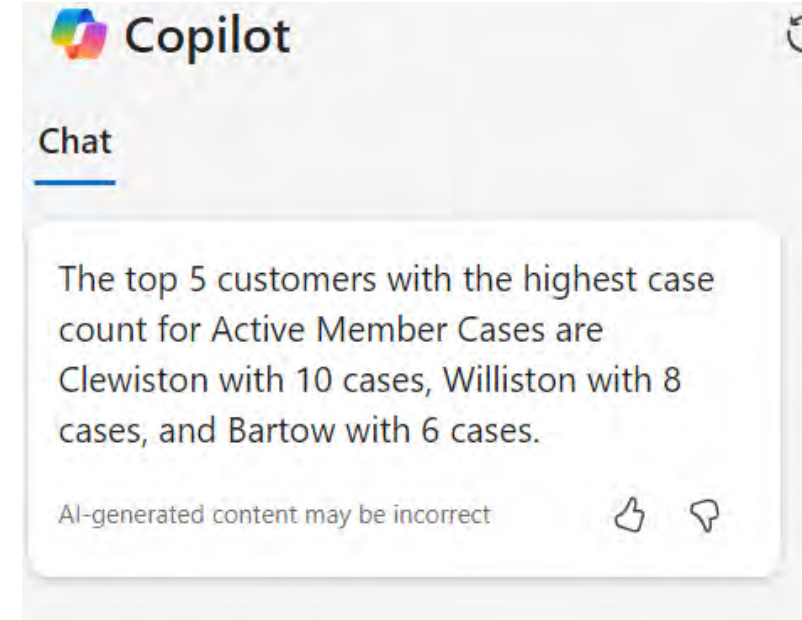 Copilot
Chat
The top 5 customers with the highest case
count for Active Member Cases are
Clewiston with 10 cases, Williston with 8
cases, and Bartow with 6 cases.
AI-generated content may be incorrect